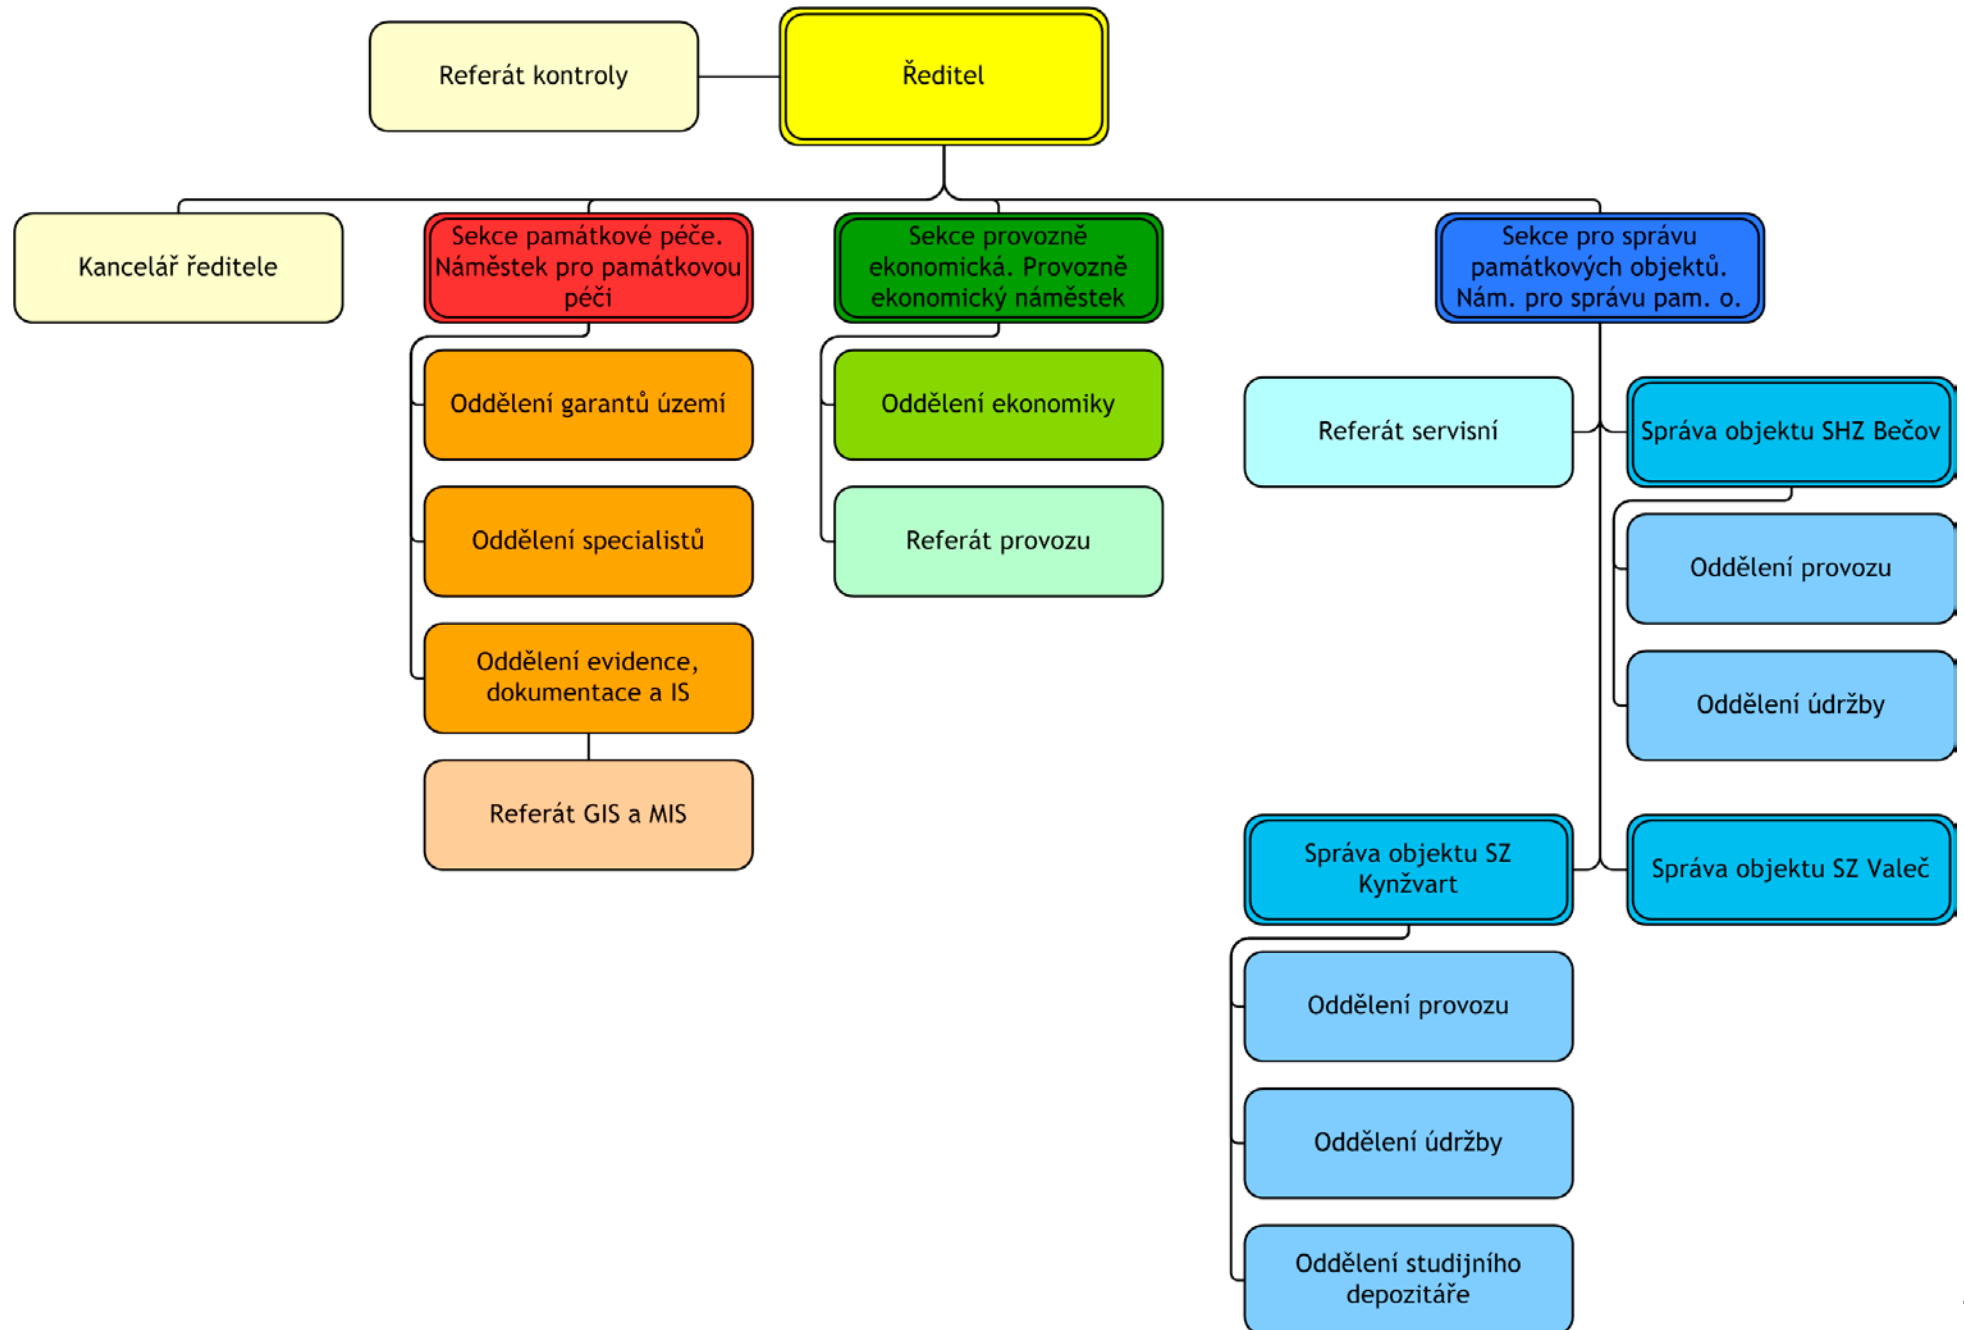 Referát kontroly
Ředitel
Kancelář ředitele
Sekce památkové péče.
Náměstek pro památkovou
péči
Sekce provozně
ekonomická. Provozně
ekonomický náměstek
Sekce pro správu
památkových objektů.
Nám. pro správu pam. o.
Oddělení garantů území
Oddělení specialistů
Oddělení evidence,
dokumentace a IS
Referát GIS a MIS
Oddělení ekonomiky
Referát provozu
Referát servisní
Správa objektu SHZ Bečov
Oddělení provozu
Oddělení údržby
Správa objektu SZ
Kynžvart
Správa objektu SZ Valeč
Oddělení provozu
Oddělení údržby
Oddělení studijního
depozitáře